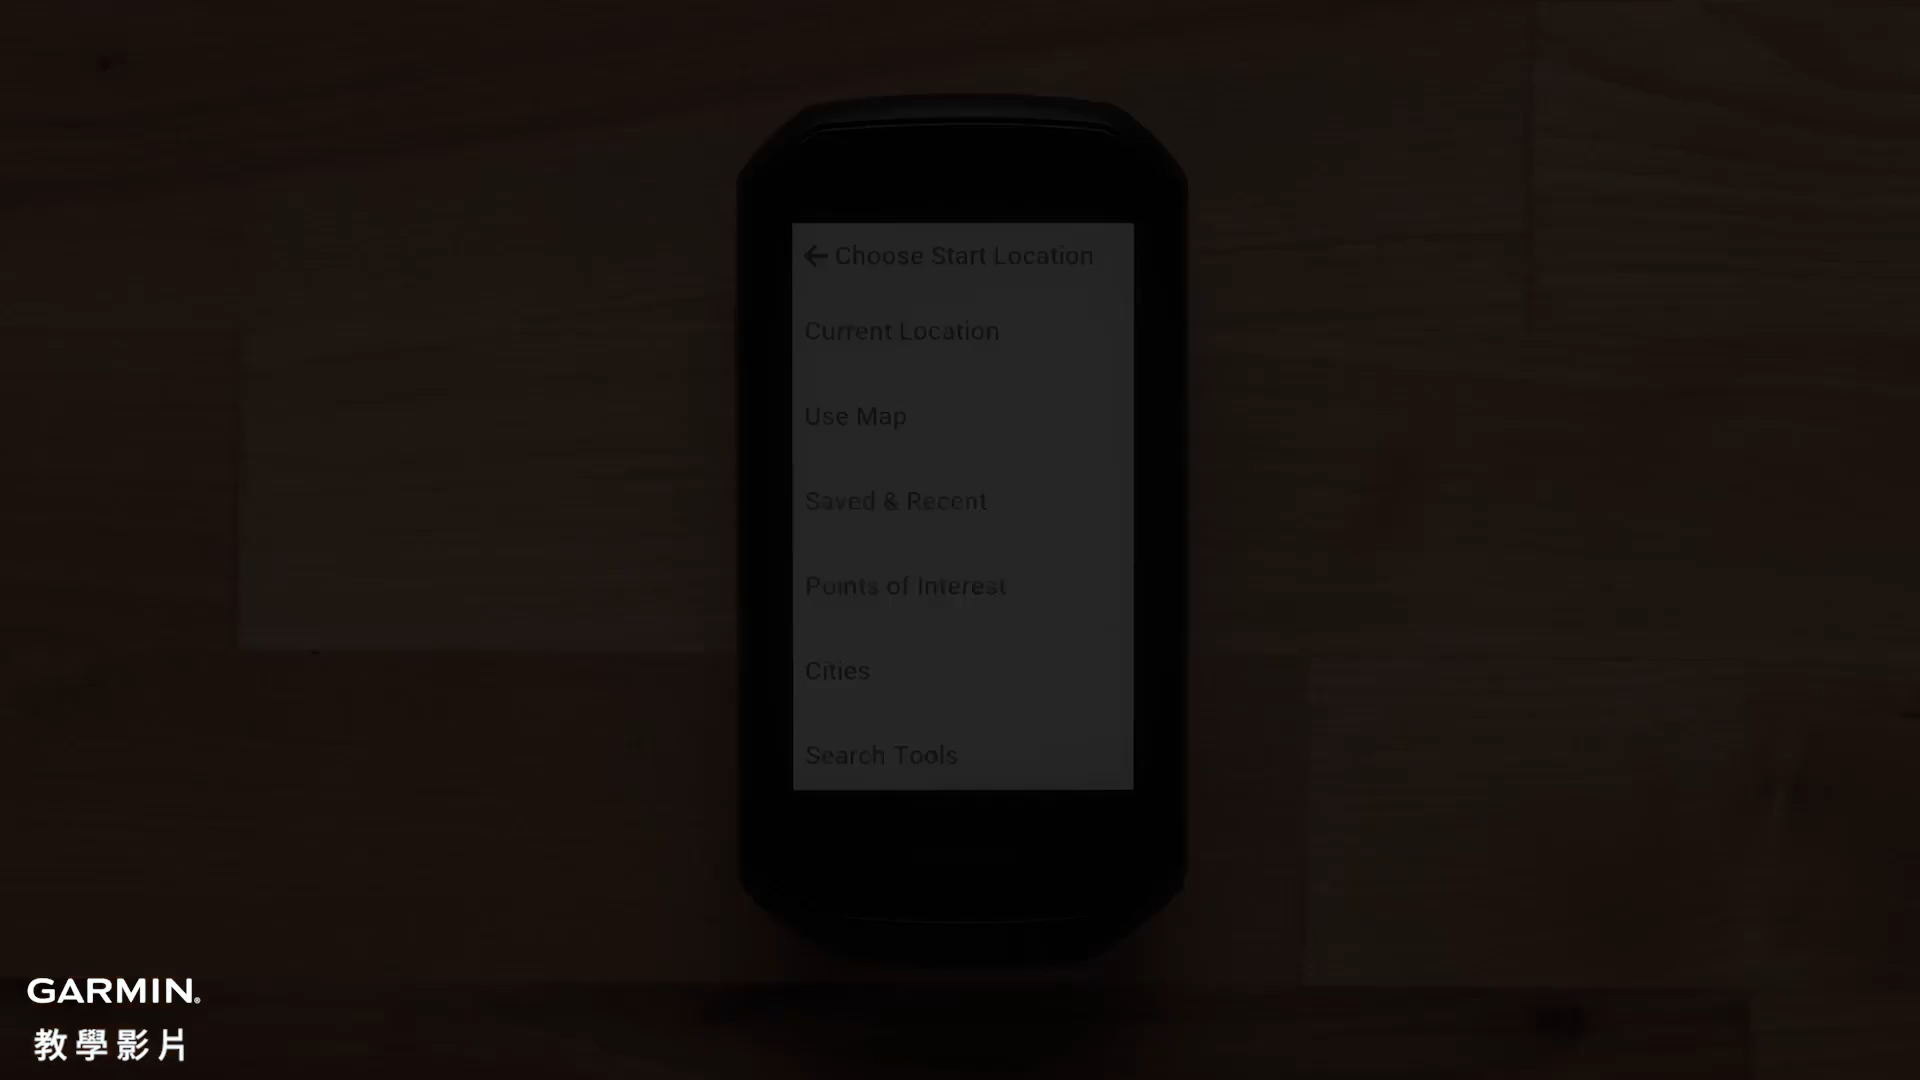 Choose Start Location
Current Location
Use Map
Saved & Recent
Points of Interest
Cities
Search Tools
GARMIN®
教學影片